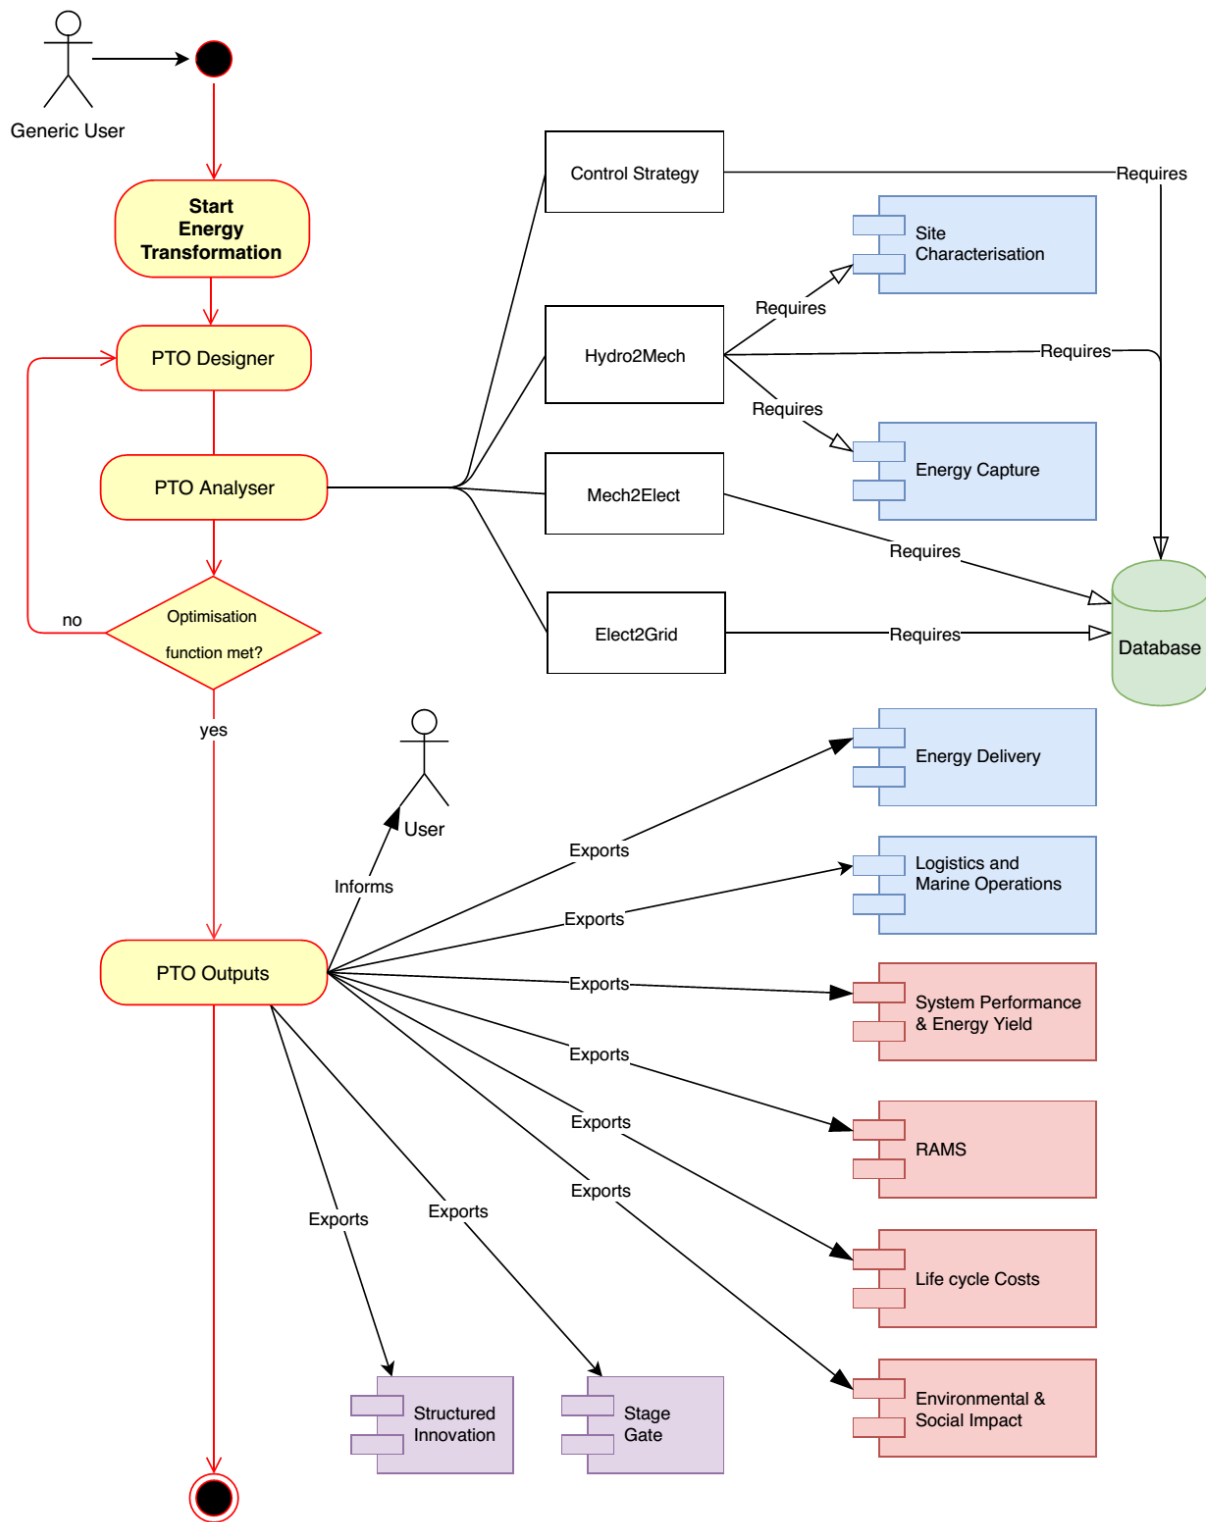 Generic User
Start
Energy
Transformation
PTO Designer
PTO Analyser
Optimisation
function met?
no
yes
PTO Outputs
Control Strategy
Hydro2Mech
Mech2Elect
Elect2Grid
Requires
Site
Characterisation
Requires
Requires
Requires
Energy Capture
Requires
Requires
Database
User
Informs
Energy Delivery
Exports
Logistics and
Marine Operations
Exports
Exports
System Performance
& Energy Yield
Exports
Exports
RAMS
Exports
Exports
Exports
Life cycle Costs
Structured
Innovation
Stage
Gate
Environmental &
Social Impact